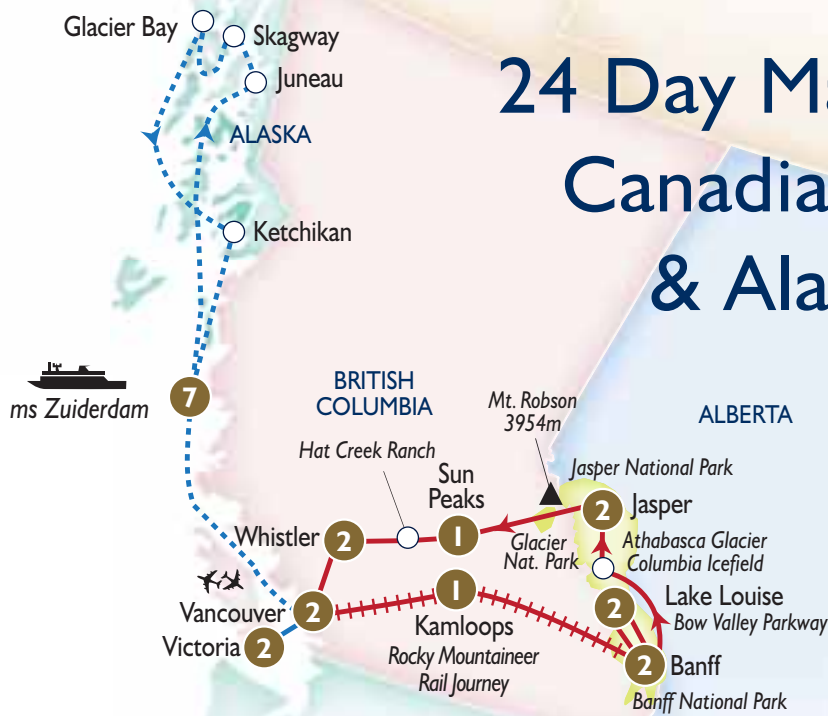 Glacier Bay
Skagway
Juneau
ALASKA
Ketchikan
24 Day
Canadia
& Ala
7
ms Zuiderdam
BRITISH
COLUMBIA
Mt. Robson
3954m
ALBERTA
Hat Creek Ranch
Sun
Peaks
Jasper National Park
2
Jasper
Whistler
2
1
Glacier
Nat. Park
Athabasca Glacier
Columbia Icefield
Vancouver
2
1
Kamloops
Rocky Mountaineer
Rail Journey
2
Lake Louise
Bow Valley Parkway
Victoria
2
2
Banff
Banff National Park